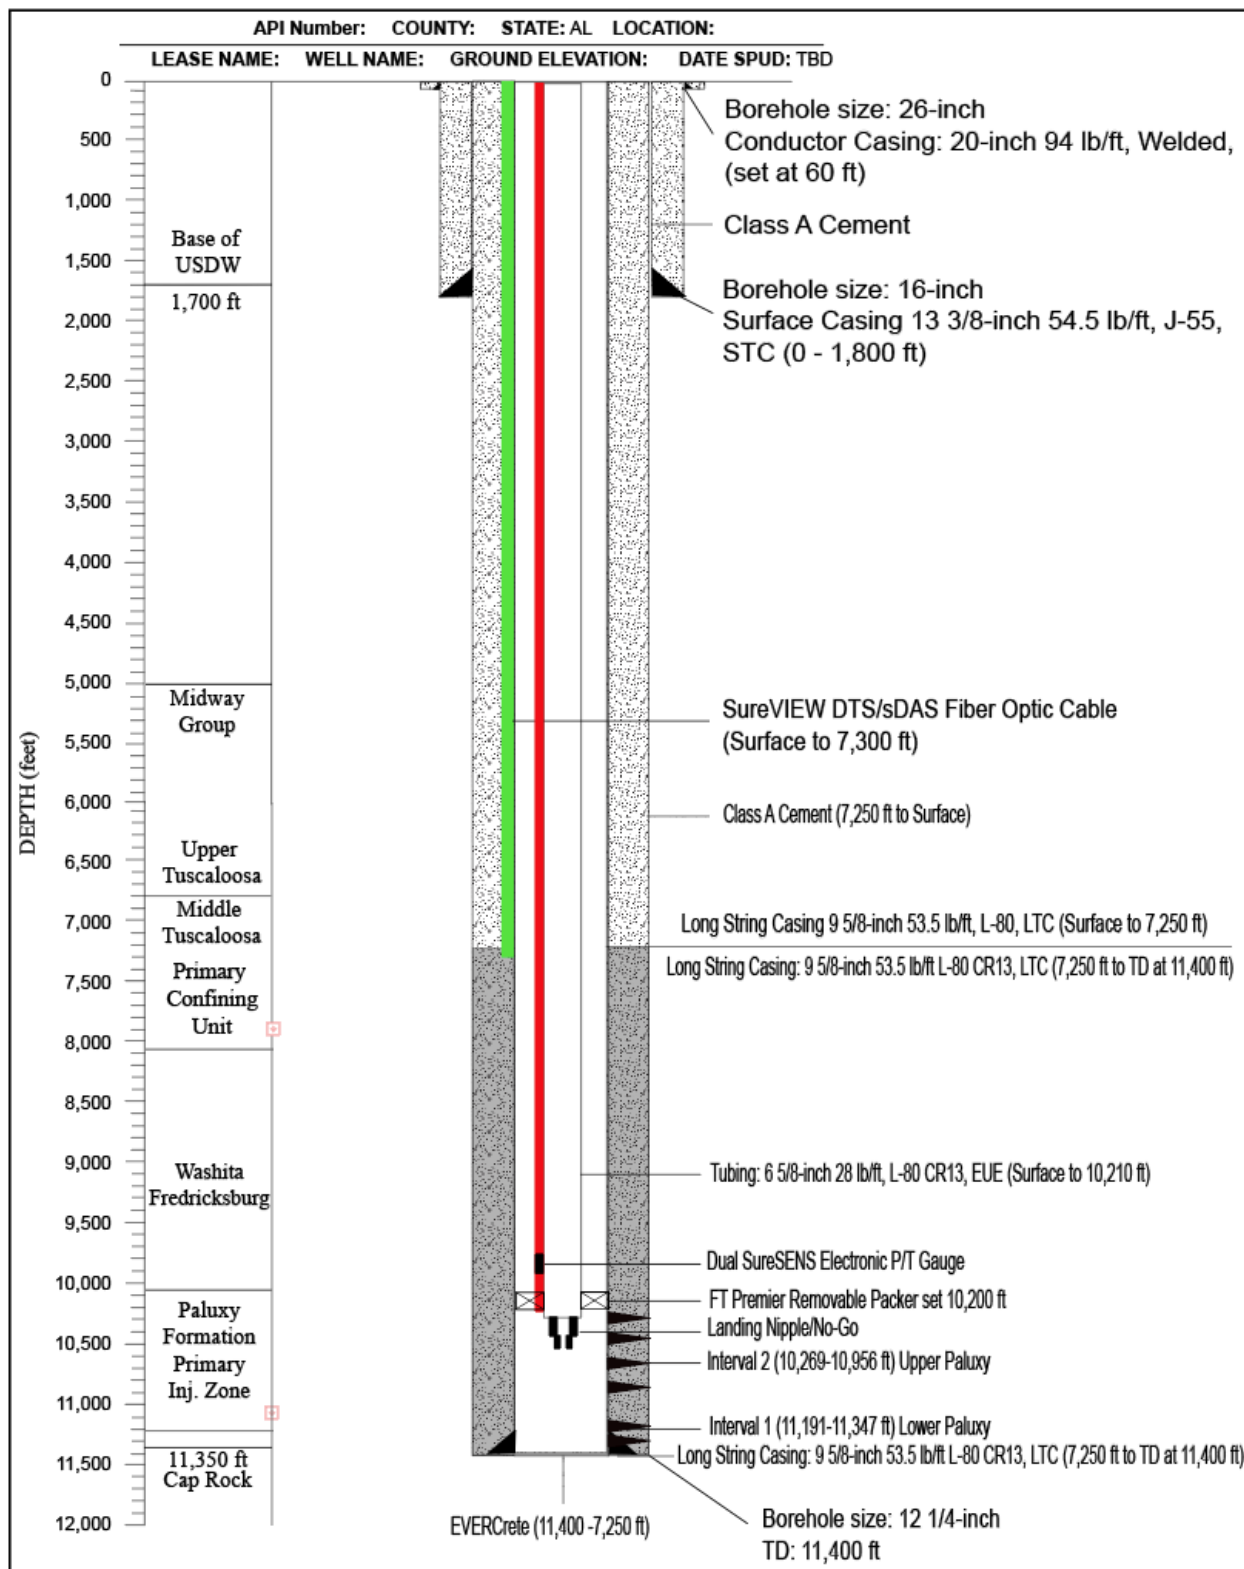 API Number: COUNTY: STATE: AL LOCATION:
LEASE NAME: WELL NAME: GROUND ELEVATION: DATE SPUD: TBD
DEPTH (feet)
0
500
1,000
1,500
2,000
2,500
3,000
3,500
4,000
4,500
5,000
5,500
6,000
6,500
7,000
7,500
8,000
8,500
9,000
9,500
10,000
10,500
11,000
11,500
12,000
Base of
USDW
1,700 ft
Midway
Group
Upper
Tuscaloosa
Middle
Tuscaloosa
Primary
Confining
Unit
Washita
Fredricksburg
Paluxy
Formation
Primary
Inj. Zone
11,350 ft
Cap Rock
Borehole size: 26-inch
Conductor Casing: 20-inch 94 lb/ft, Welded,
(set at 60 ft)
Class A Cement
Borehole size: 16-inch
Surface Casing 13 3/8-inch 54.5 lb/ft, J-55,
STC (0 - 1,800 ft)
SureVIEW DTS/sDAS Fiber Optic Cable
(Surface to 7,300 ft)
Class A Cement (7,250 ft to Surface)
Long String Casing 9 5/8-inch 53.5 lb/ft, L-80, LTC (Surface to 7,250 ft)
Long String Casing: 9 5/8-inch 53.5 lb/ft L-80 CR13, LTC (7,250 ft to TD at 11,400 ft)
Tubing: 6 5/8-inch 28 lb/ft, L-80 CR13, EUE (Surface to 10,210 ft)
Dual SureSENS Electronic P/T Gauge
FT Premier Removable Packer set 10,200 ft
Landing Nipple/No-Go
Interval 2 (10,269-10,956 ft) Upper Paluxy
Interval 1 (11,191-11,347 ft) Lower Paluxy
Long String Casing: 9 5/8-inch 53.5 lb/ft L-80 CR13, LTC (7,250 ft to TD at 11,400 ft)
EVERCrete (11,400 -7,250 ft)
Borehole size: 12 1/4-inch
TD: 11,400 ft